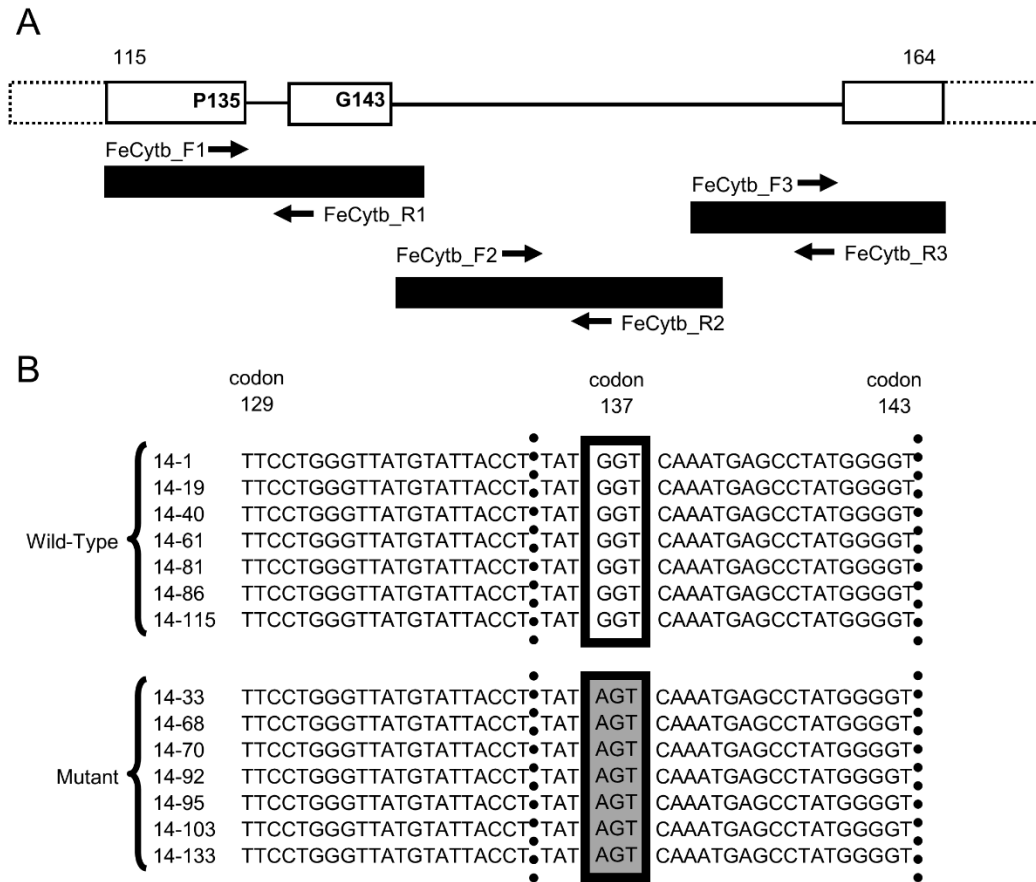 A
115 164
P135 G143
FeCytb_F1
FeCytb_F3
FeCytb_R1
FeCytb_F2
FeCytb_R3
FeCytb_R2
B
codon codon codon
129 137 143
14-1 TTCCTGGGTTATGTATTACCT TAT GGT CAAATGAGCCTATGGGGT
14-19 TTCCTGGGTTATGTATTACCT TAT GGT CAAATGAGCCTATGGGGT
14-40 TTCCTGGGTTATGTATTACCT TAT GGT CAAATGAGCCTATGGGGT
Wild-Type 14-61 TTCCTGGGTTATGTATTACCT TAT GGT CAAATGAGCCTATGGGGT
14-81 TTCCTGGGTTATGTATTACCT TAT GGT CAAATGAGCCTATGGGGT
14-86 TTCCTGGGTTATGTATTACCT TAT GGT CAAATGAGCCTATGGGGT
14-115 TTCCTGGGTTATGTATTACCT TAT GGT CAAATGAGCCTATGGGGT
14-33 TTCCTGGGTTATGTATTACCT TAT AGT CAAATGAGCCTATGGGGT
14-68 TTCCTGGGTTATGTATTACCT TAT AGT CAAATGAGCCTATGGGGT
14-70 TTCCTGGGTTATGTATTACCT TAT AGT CAAATGAGCCTATGGGGT
Mutant 14-92 TTCCTGGGTTATGTATTACCT TAT AGT CAAATGAGCCTATGGGGT
14-95 TTCCTGGGTTATGTATTACCT TAT AGT CAAATGAGCCTATGGGGT
14-103 TTCCTGGGTTATGTATTACCT TAT AGT CAAATGAGCCTATGGGGT
14-133 TTCCTGGGTTATGTATTACCT TAT AGT CAAATGAGCCTATGGGGT